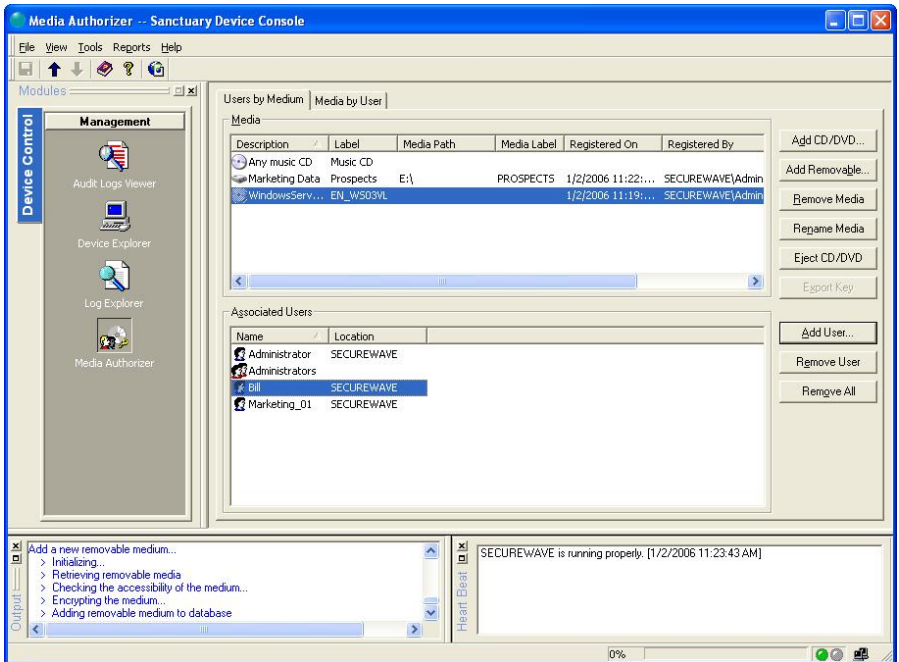 Media Authorizer -- Sanctuary Device Console
File View Tools Reports Help
Modules
Device Control
Management
Audit Logs Viewer
Device Explorer
Log Explorer
Media Authorizer
Users by Medium Media by User
Media
Description Label Media Path Media Label Registered On Registered By
Any music CD Music CD
Marketing Data Prospects E:\ PROSPECTS 1/2/2006 11:22:... SECUREWAVE\Admin
WindowsServ... EN_WS03VL 1/2/2006 11:19:... SECUREWAVE\Admin
Add CD/DVD...
Add Removable...
Remove Media
Rename Media
Eject CD/DVD
Export Key
Associated Users
Name Location
Administrator SECUREWAVE
Administrators
Bill SECUREWAVE
Marketing_01 SECUREWAVE
Add User...
Remove User
Remove All
Output
Add a new removable medium...
> Initializing...
> Retrieving removable media
> Checking the accessibility of the medium...
> Encrypting the medium...
> Adding removable medium to database
Heart Beat
SECUREWAVE is running properly. [1/2/2006 11:23:43 AM]
0%